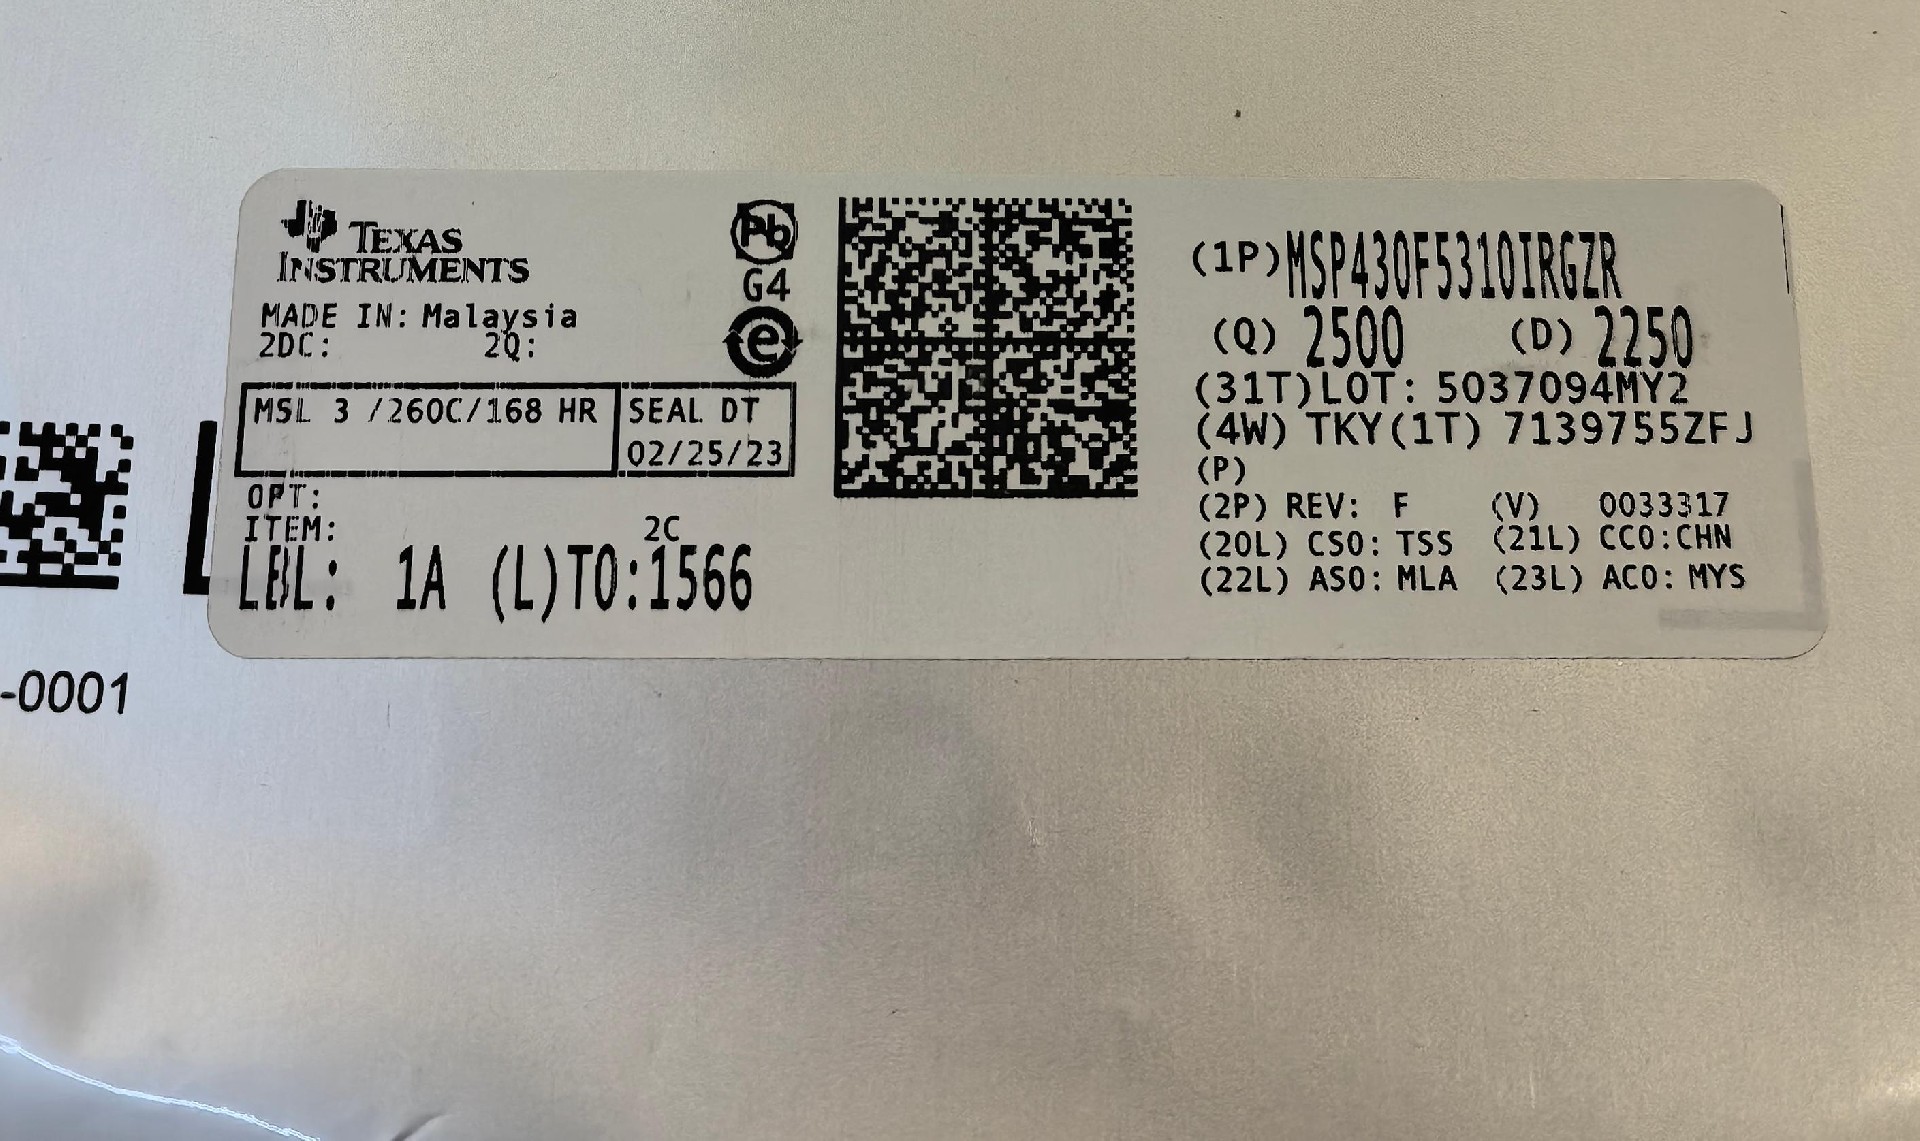 TEXAS
INSTRUMENTS
MADE IN: Malaysia
2DC: 2Q:
Pb
G4
e
MSL 3 /260C/168 HR
SEAL DT
02/25/23
OPT:
ITEM: 2C
LBL: 1A (L)TO:1566
(1P)MSP430F5310IRGZR
(Q) 2500 (D) 2250
(31T)LOT: 5037094MY2
(4W) TKY(1T) 7139755ZFJ
(P)
(2P) REV: F (V) 0033317
(20L) CSO: TSS (21L) CCO:CHN
(22L) ASO: MLA (23L) ACO: MYS
-0001